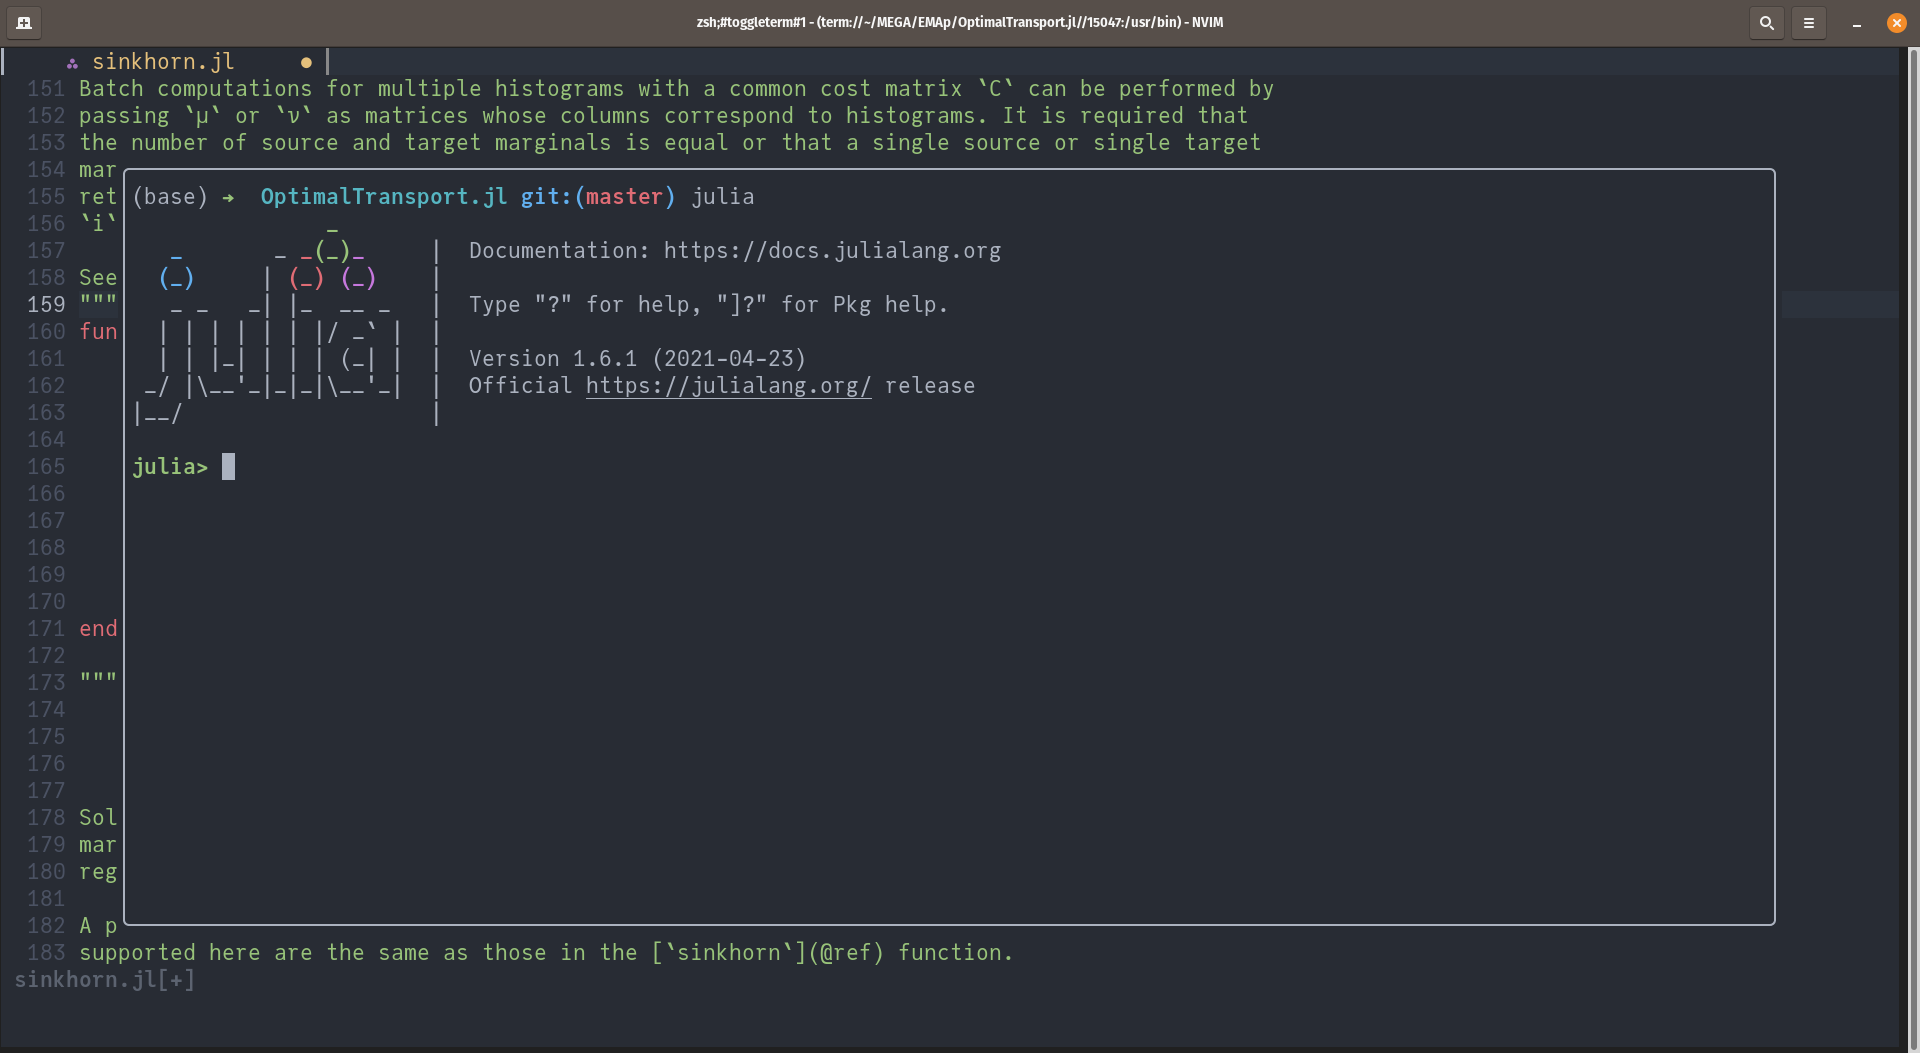 zsh;#toggleterm#1 - (term://~/MEGA/EMAp/OptimalTransport.jl//15047:/usr/bin) - NVIM
sinkhorn.jl
151 Batch computations for multiple histograms with a common cost matrix `C` can be performed by
152 passing `μ` or `ν` as matrices whose columns correspond to histograms. It is required that
153 the number of source and target marginals is equal or that a single source or single target
154 mar
155 ret (base) ➜  OptimalTransport.jl git:(master) julia
156 `i`                _
157    _       _ _(_)_     |  Documentation: https://docs.julialang.org
158 See   (_)     | (_) (_)    |
159 """    _ _   _| |_  __ _   |  Type "?" for help, "]?" for Pkg help.
160 fun   | | | | | | |/ _` |  |
161   | | |_| | | | (_| |  |  Version 1.6.1 (2021-04-23)
162  _/ |\__'_|_|_|\__'_|  |  Official https://julialang.org/ release
163 |__/                   |
164
165 julia>
166
167
168
169
170
171 end
172
173 """
174
175
176
177
178 Sol
179 mar
180 reg
181
182 A p
183 supported here are the same as those in the [`sinkhorn`](@ref) function.
sinkhorn.jl[+]